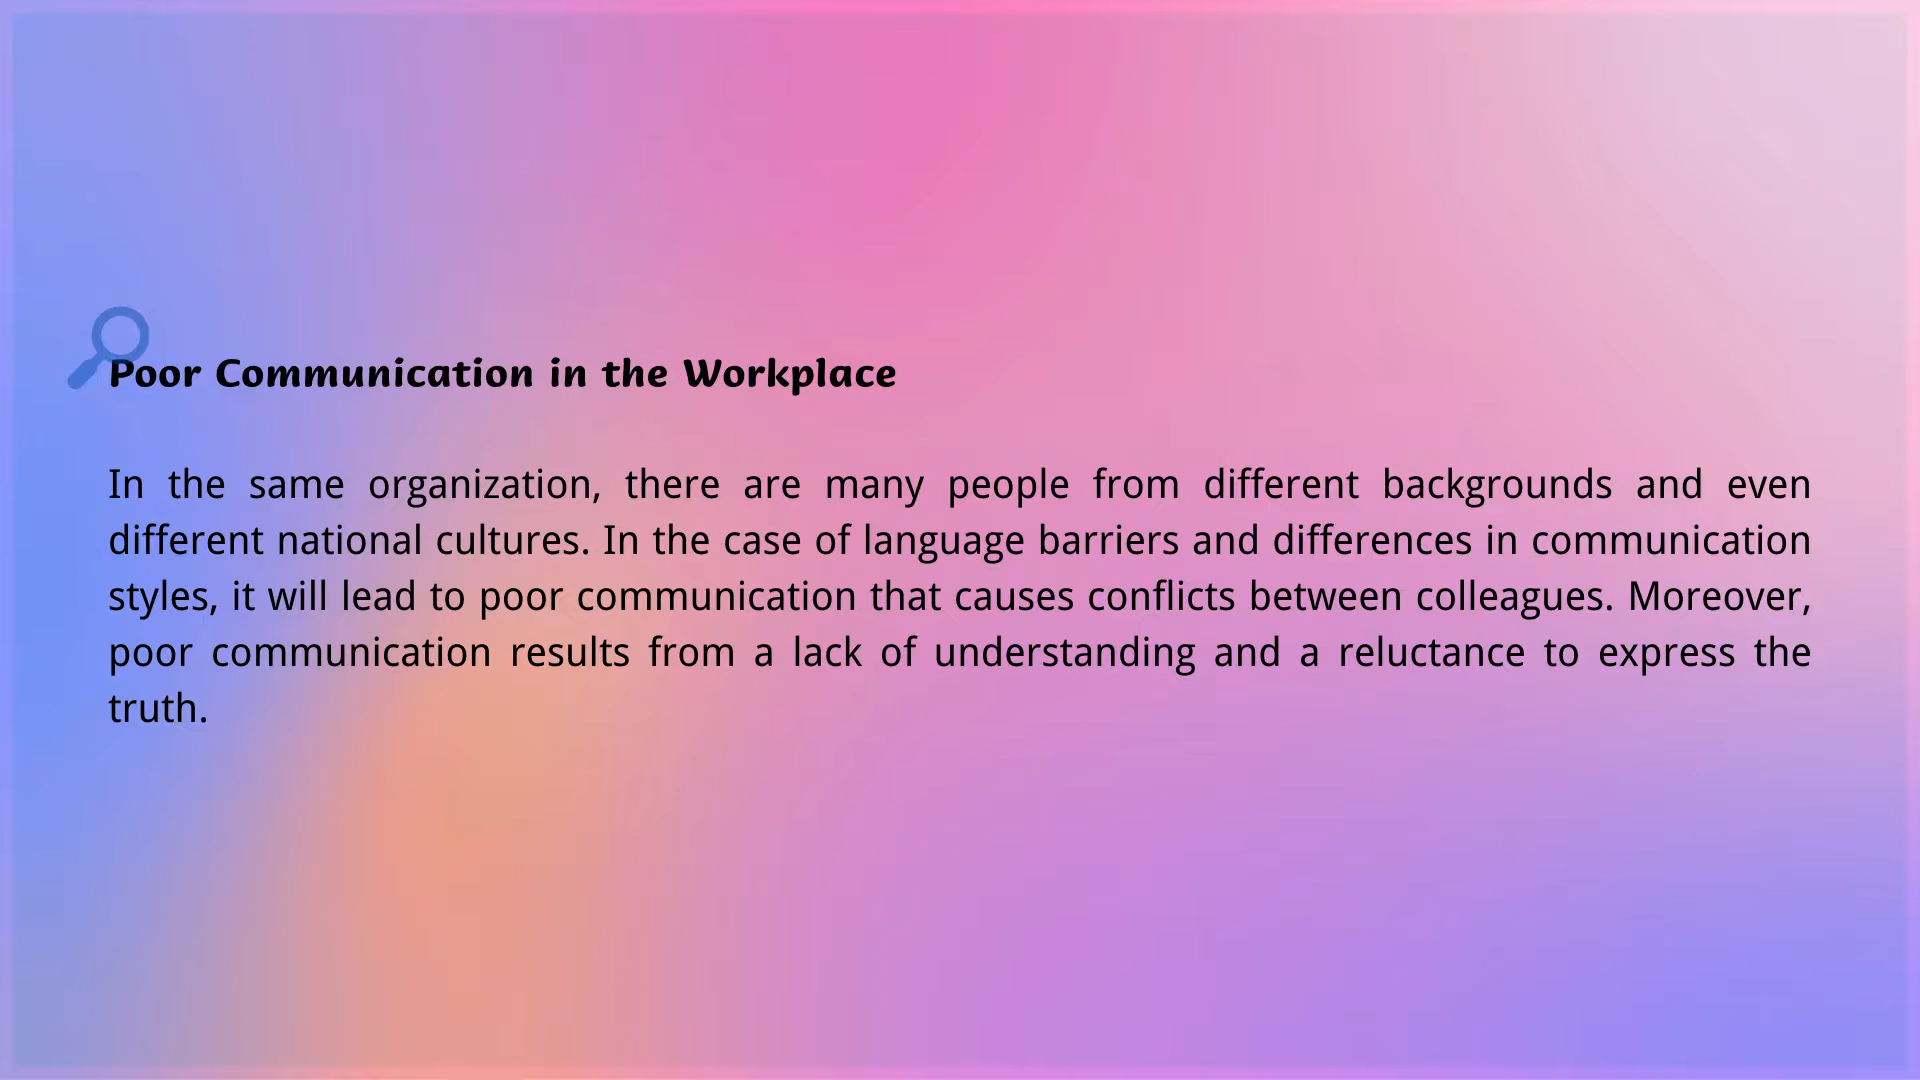 Poor Communication in the Workplace
In the same organization, there are many people from different backgrounds and even
different national cultures. In the case of language barriers and differences in communication
styles, it will lead to poor communication that causes conflicts between colleagues. Moreover,
poor communication results from a lack of understanding and a reluctance to express the
truth.